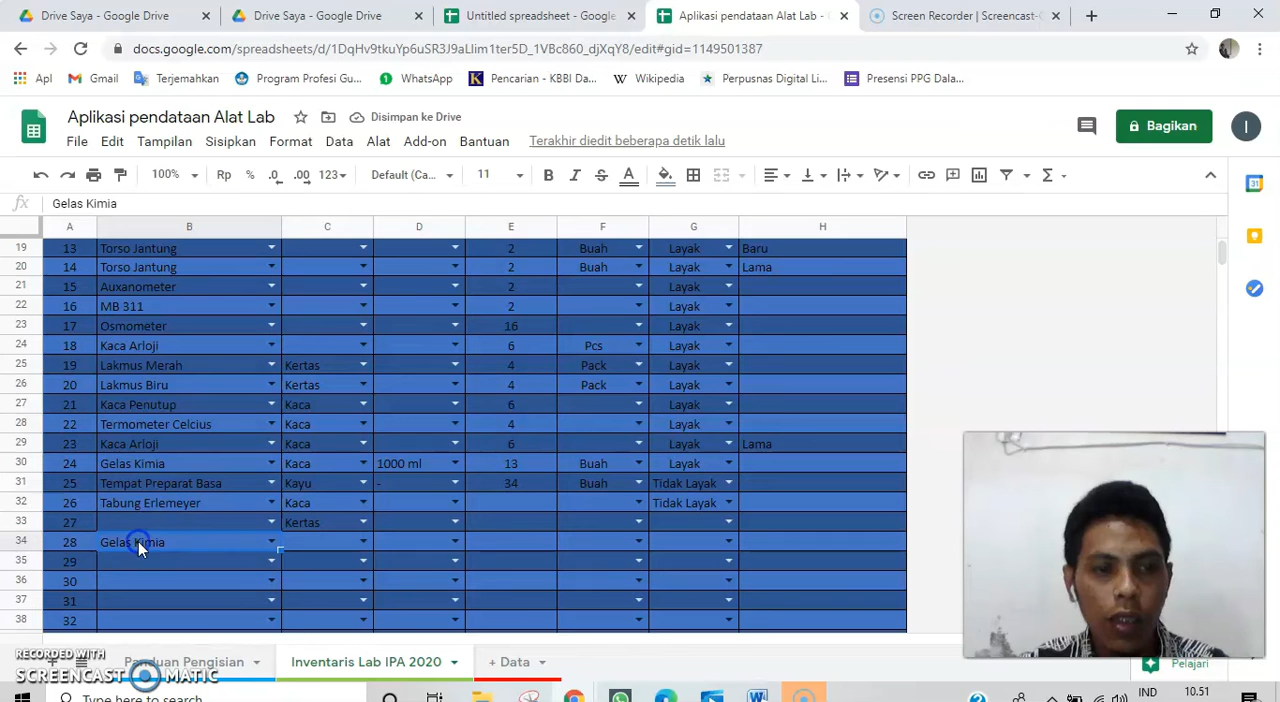 Drive Saya - Google Drive × Drive Saya - Google Drive × Untitled spreadsheet - Google × Aplikasi pendataan Alat Lab - × Screen Recorder | Screencast-O ×
docs.google.com/spreadsheets/d/1DqHv9tkuYp6uSR3J9aLlim1ter5D_1VBc860_djXqY8/edit#gid=1149501387
Apl Gmail Terjemahkan Program Profesi Gu... WhatsApp Pencarian - KBBI Da... Wikipedia Perpusnas Digital Li... Presensi PPG Dala...
Aplikasi pendataan Alat Lab Disimpan ke Drive
Bagikan I
File Edit Tampilan Sisipkan Format Data Alat Add-on Bantuan Terakhir diedit beberapa detik lalu
100% Rp % .0 .00 123 Default (Ca... 11 B I S A Σ 31
fx Gelas Kimia
A B C D E F G H
19 13 Torso Jantung 2 Buah Layak Baru
20 14 Torso Jantung 2 Buah Layak Lama
21 15 Auxanometer 2 Layak
22 16 MB 311 2 Layak
23 17 Osmometer 16 Layak
24 18 Kaca Arloji 6 Pcs Layak
25 19 Lakmus Merah Kertas 4 Pack Layak
26 20 Lakmus Biru Kertas 4 Pack Layak
27 21 Kaca Penutup Kaca 6 Layak
28 22 Termometer Celcius Kaca 4 Layak
29 23 Kaca Arloji Kaca 6 Layak Lama
30 24 Gelas Kimia Kaca 1000 ml 13 Buah Layak
31 25 Tempat Preparat Basa Kayu - 34 Buah Tidak Layak
32 26 Tabung Erlemeyer Kaca Tidak Layak
33 27 Kertas
34 28 Gelas Kimia
35 29
36 30
37 31
38 32
Panduan Pengisian Inventaris Lab IPA 2020 + Data Pelajari
RECORDED WITH
SCREENCAST MATIC
Type here to search W IND 10.51